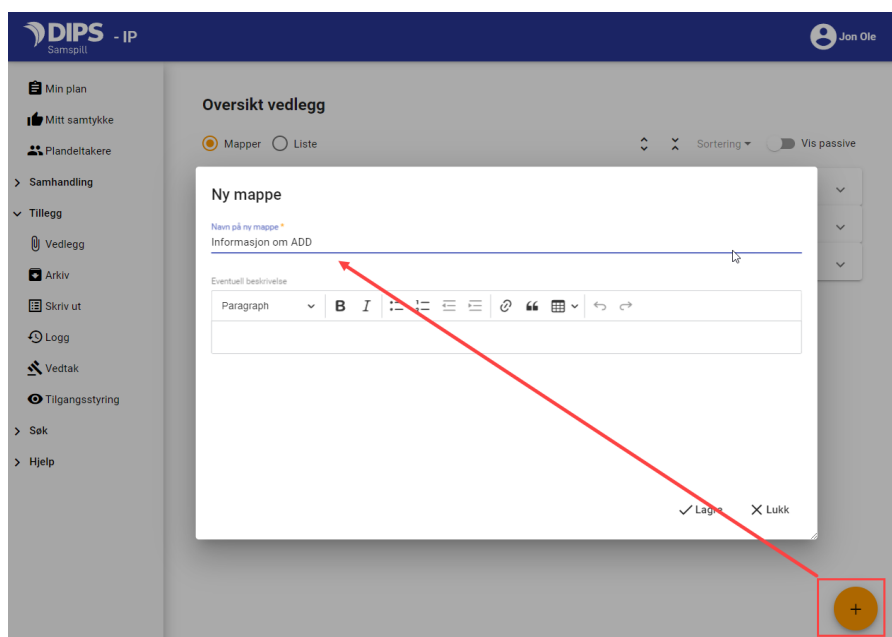 DIPS - IP
Samspill
Jon Ole
Min plan
Mitt samtykke
Plandeltakere
Samhandling
Tillegg
Vedlegg
Arkiv
Skriv ut
Logg
Vedtak
Tilgangsstyring
Søk
Hjelp
Oversikt vedlegg
Mapper Liste Sortering Vis passive
Ny mappe
Navn på ny mappe *
Informasjon om ADD
Eventuell beskrivelse
Paragraph B I
Lagre Lukk